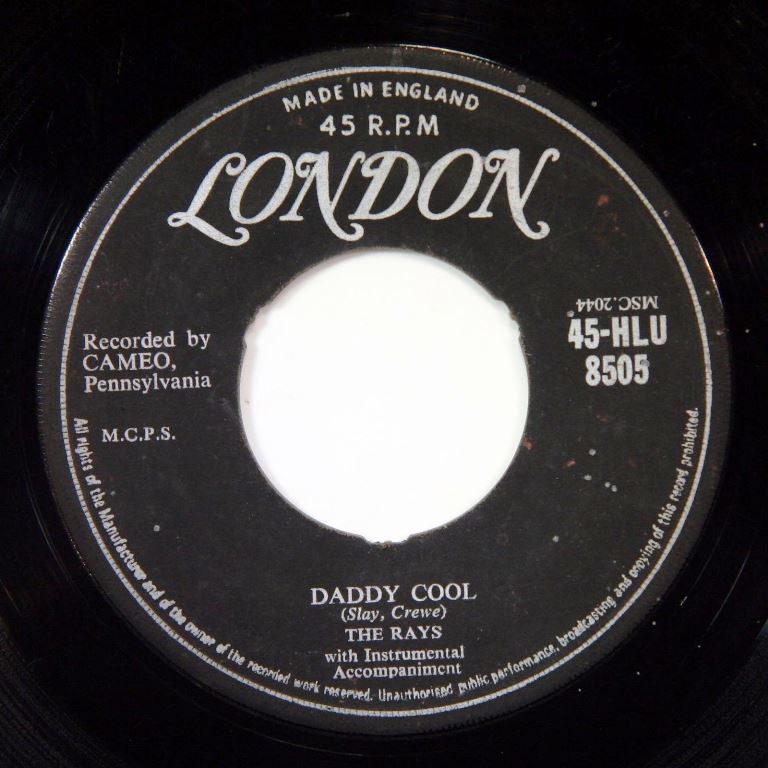 MADE IN ENGLAND
45 R.P.M
LONDON
Recorded by
CAMEO,
Pennsylvania
M.C.P.S.
MSC.2044
45-HLU
8505
DADDY COOL
(Slay, Crewe)
THE RAYS
with Instrumental
Accompaniment
All rights of the Manufacturer and of the owner of the recorded work reserved. Unauthorised public performance, broadcasting and copying of this record prohibited.